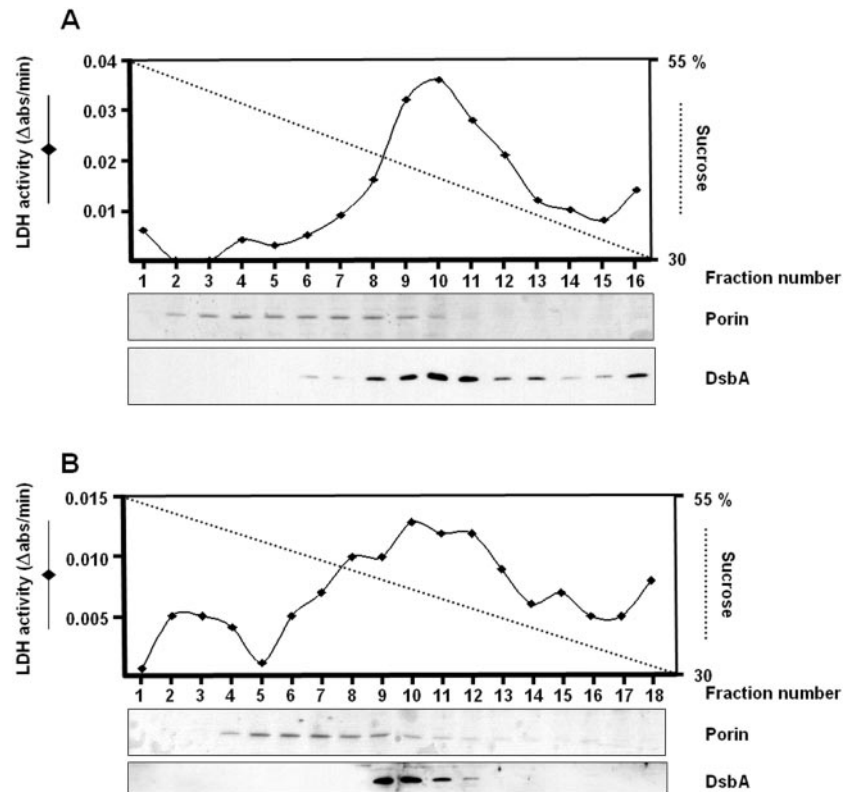 A
LDH activity (Δabs/min)
0.04
0.03
0.02
0.01
55 %
Sucrose
30
1 2 3 4 5 6 7 8 9 10 11 12 13 14 15 16
Fraction number
Porin
DsbA
B
LDH activity (Δabs/min)
0.015
0.010
0.005
55 %
Sucrose
30
1 2 3 4 5 6 7 8 9 10 11 12 13 14 15 16 17 18
Fraction number
Porin
DsbA